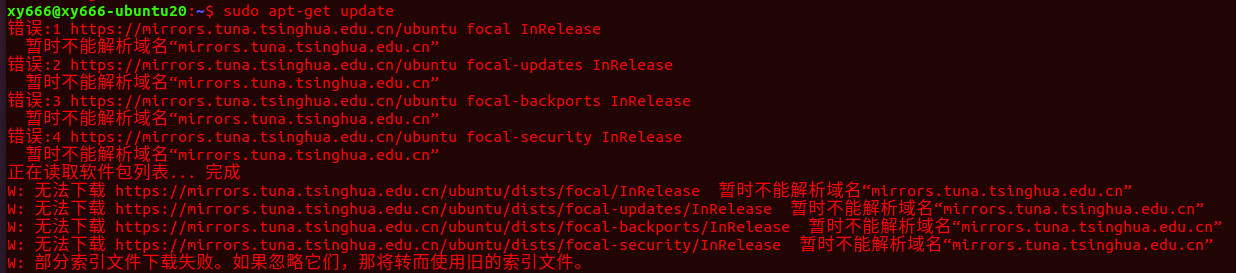 xy666@xy666-ubuntu20:~$ sudo apt-get update
错误:1 https://mirrors.tuna.tsinghua.edu.cn/ubuntu focal InRelease
暂时不能解析域名“mirrors.tuna.tsinghua.edu.cn”
错误:2 https://mirrors.tuna.tsinghua.edu.cn/ubuntu focal-updates InRelease
暂时不能解析域名“mirrors.tuna.tsinghua.edu.cn”
错误:3 https://mirrors.tuna.tsinghua.edu.cn/ubuntu focal-backports InRelease
暂时不能解析域名“mirrors.tuna.tsinghua.edu.cn”
错误:4 https://mirrors.tuna.tsinghua.edu.cn/ubuntu focal-security InRelease
暂时不能解析域名“mirrors.tuna.tsinghua.edu.cn”
正在读取软件包列表... 完成
W: 无法下载 https://mirrors.tuna.tsinghua.edu.cn/ubuntu/dists/focal/InRelease 暂时不能解析域名“mirrors.tuna.tsinghua.edu.cn”
W: 无法下载 https://mirrors.tuna.tsinghua.edu.cn/ubuntu/dists/focal-updates/InRelease 暂时不能解析域名“mirrors.tuna.tsinghua.edu.cn”
W: 无法下载 https://mirrors.tuna.tsinghua.edu.cn/ubuntu/dists/focal-backports/InRelease 暂时不能解析域名“mirrors.tuna.tsinghua.edu.cn”
W: 无法下载 https://mirrors.tuna.tsinghua.edu.cn/ubuntu/dists/focal-security/InRelease 暂时不能解析域名“mirrors.tuna.tsinghua.edu.cn”
W: 部分索引文件下载失败。如果忽略它们，那将转而使用旧的索引文件。